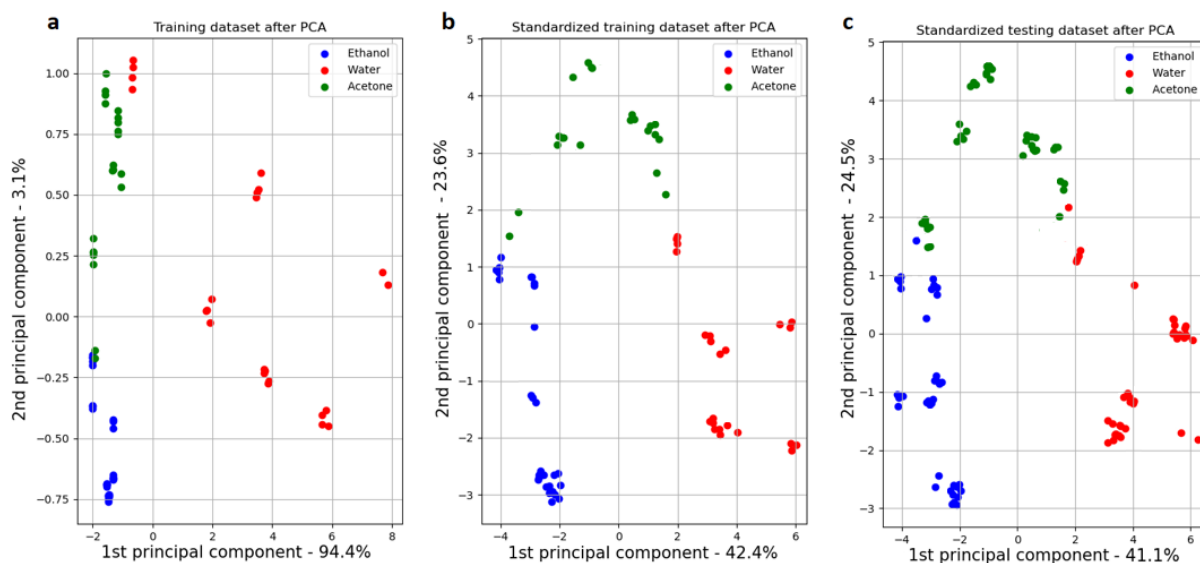 a
Training dataset after PCA
Ethanol
Water
Acetone
1.00
0.75
0.50
0.25
0.00
−0.25
−0.50
−0.75
−2
0
2
4
6
8
2nd principal component - 3.1%
1st principal component - 94.4%
b
Standardized training dataset after PCA
Ethanol
Water
Acetone
5
4
3
2
1
0
−1
−2
−3
−4
−2
0
2
4
6
2nd principal component - 23.6%
1st principal component - 42.4%
c
Standardized testing dataset after PCA
Ethanol
Water
Acetone
5
4
3
2
1
0
−1
−2
−3
−4
−2
0
2
4
6
2nd principal component - 24.5%
1st principal component - 41.1%